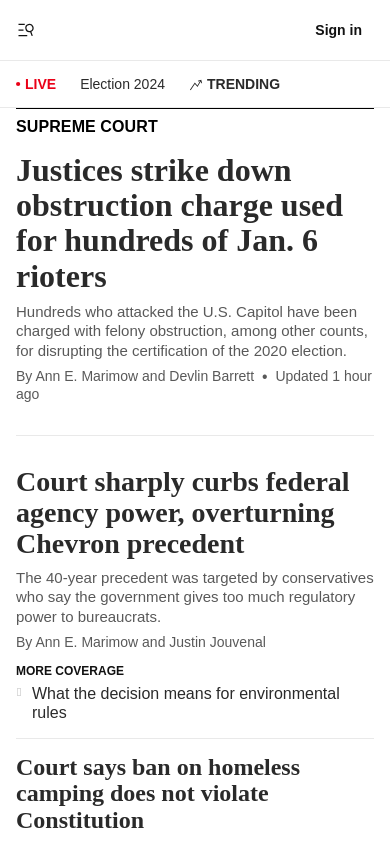 Sign in
• LIVE Election 2024 TRENDING
SUPREME COURT
Justices strike down
obstruction charge used
for hundreds of Jan. 6
rioters
Hundreds who attacked the U.S. Capitol have been
charged with felony obstruction, among other counts,
for disrupting the certification of the 2020 election.
By Ann E. Marimow and Devlin Barrett • Updated 1 hour
ago
Court sharply curbs federal
agency power, overturning
Chevron precedent
The 40-year precedent was targeted by conservatives
who say the government gives too much regulatory
power to bureaucrats.
By Ann E. Marimow and Justin Jouvenal
MORE COVERAGE
What the decision means for environmental
rules
Court says ban on homeless
camping does not violate
Constitution